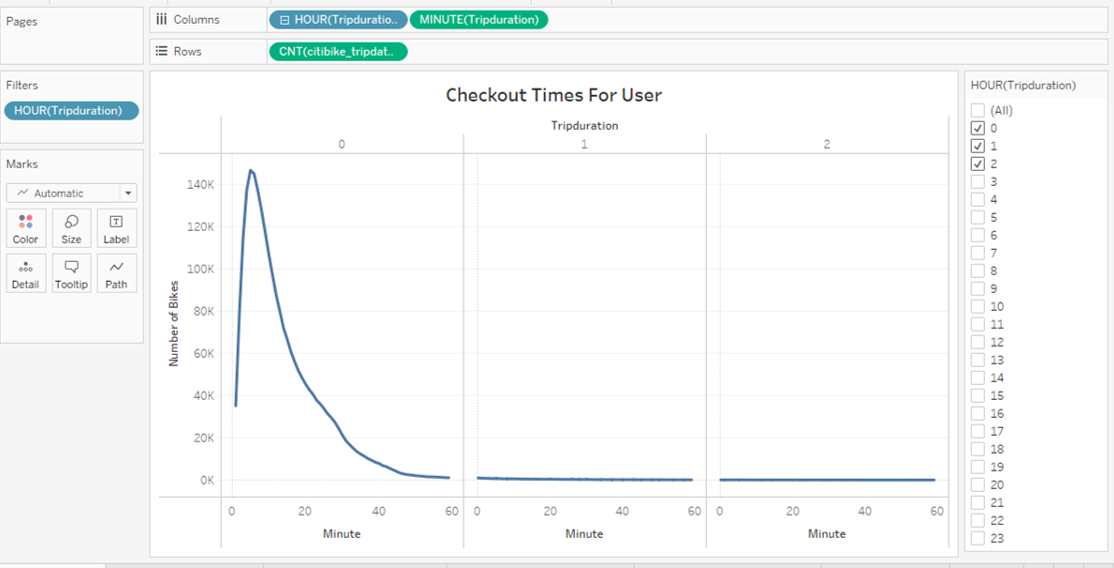 Pages
Columns
HOUR(Tripduratio..
MINUTE(Tripduration)
Rows
CNT(citibike_tripdat..
Filters
HOUR(Tripduration)
Marks
Automatic
Color
Size
Label
Detail
Tooltip
Path
Checkout Times For User
Tripduration
0 1 2
Number of Bikes
140K
120K
100K
80K
60K
40K
20K
0K
0 20 40 60 0 20 40 60 0 20 40 60
Minute Minute Minute
HOUR(Tripduration)
(All)
0
1
2
3
4
5
6
7
8
9
10
11
12
13
14
15
16
17
18
19
20
21
22
23